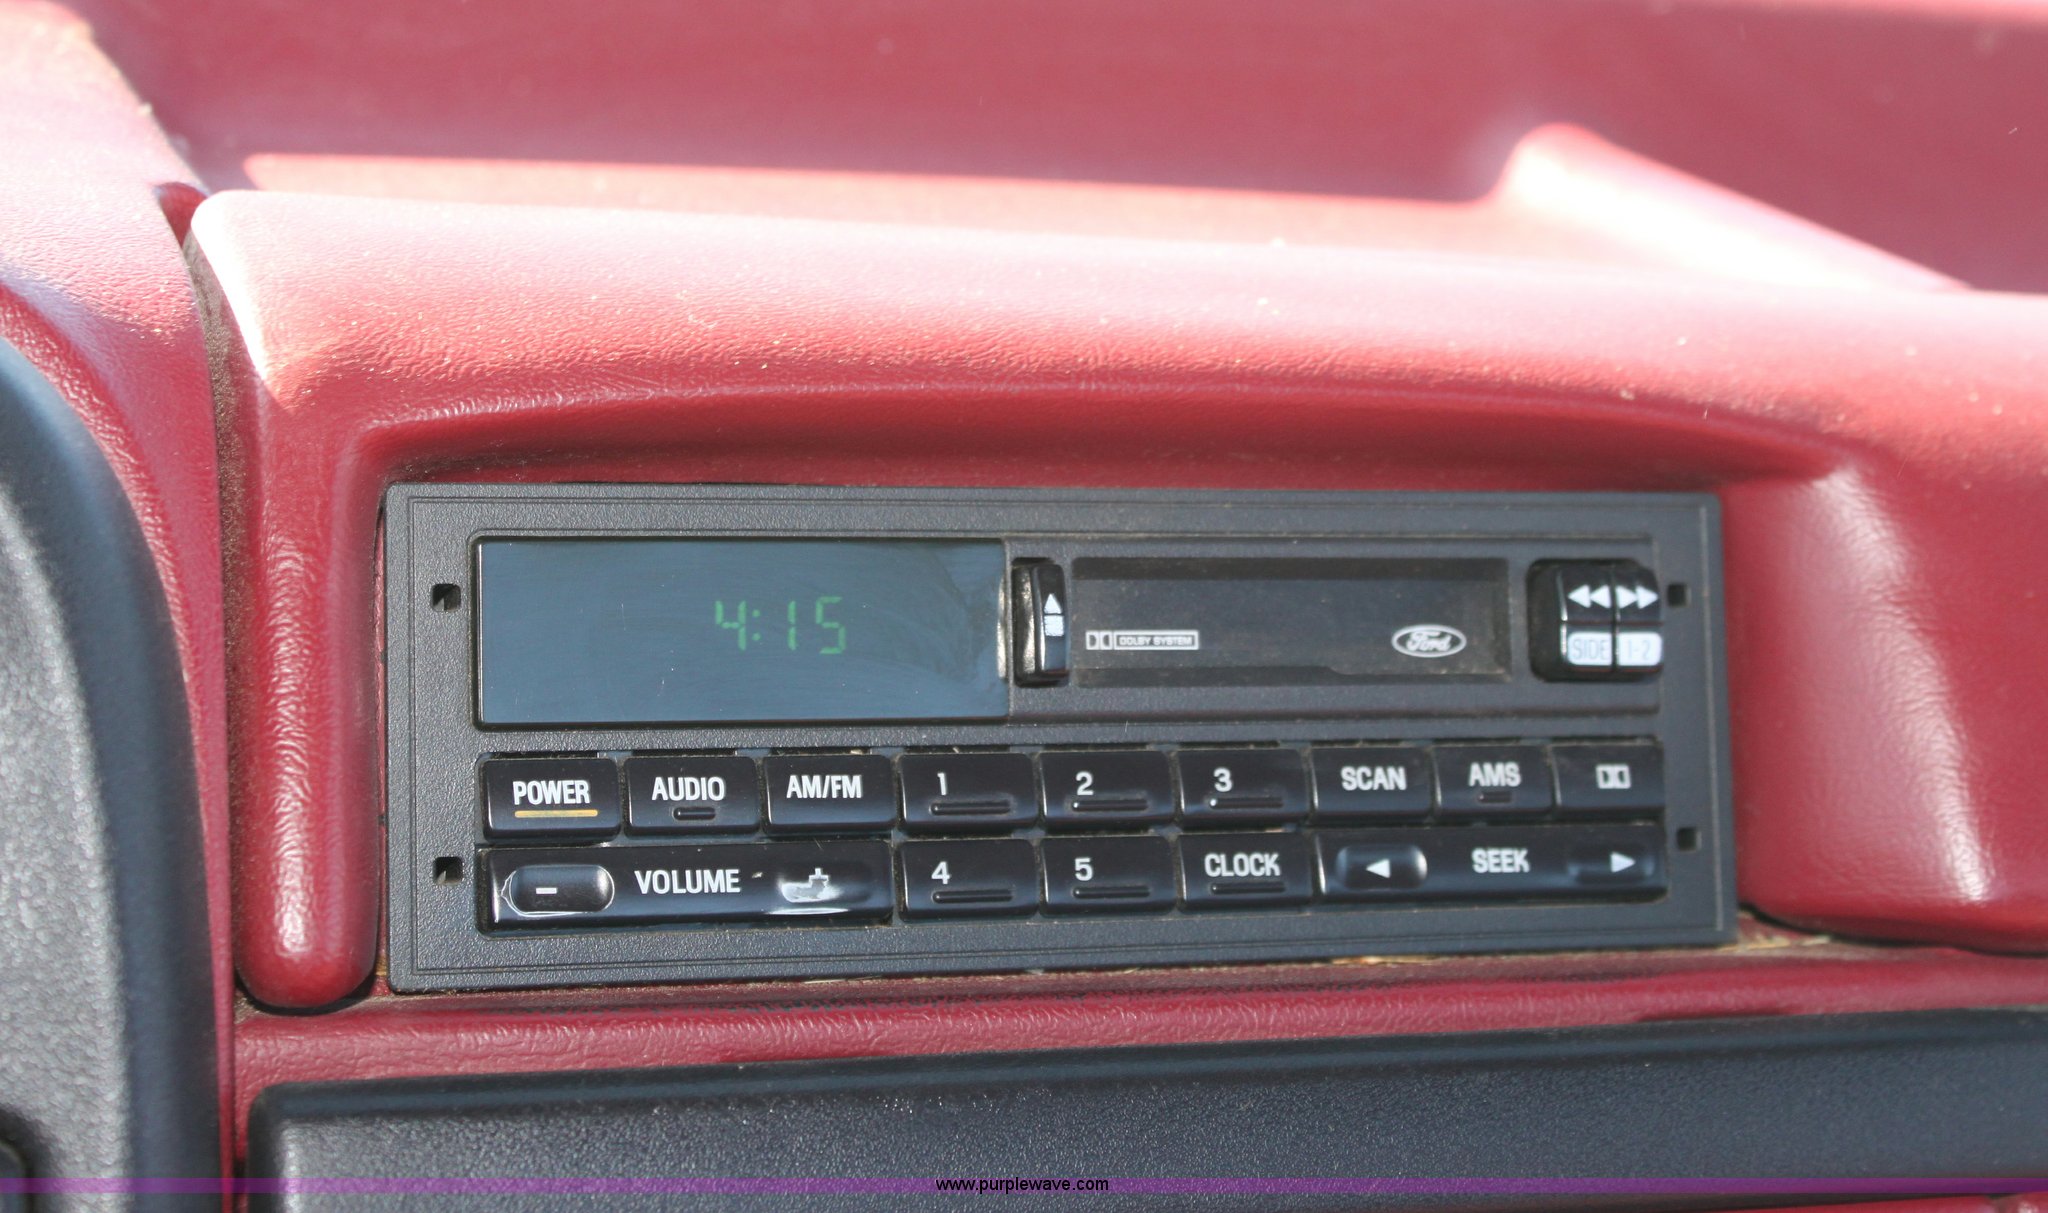 4:15
DOLBY SYSTEM
Ford
SIDE 1-2
POWER AUDIO AM/FM 1 2 3 SCAN AMS
VOLUME 4 5 CLOCK SEEK
www.purplewave.com